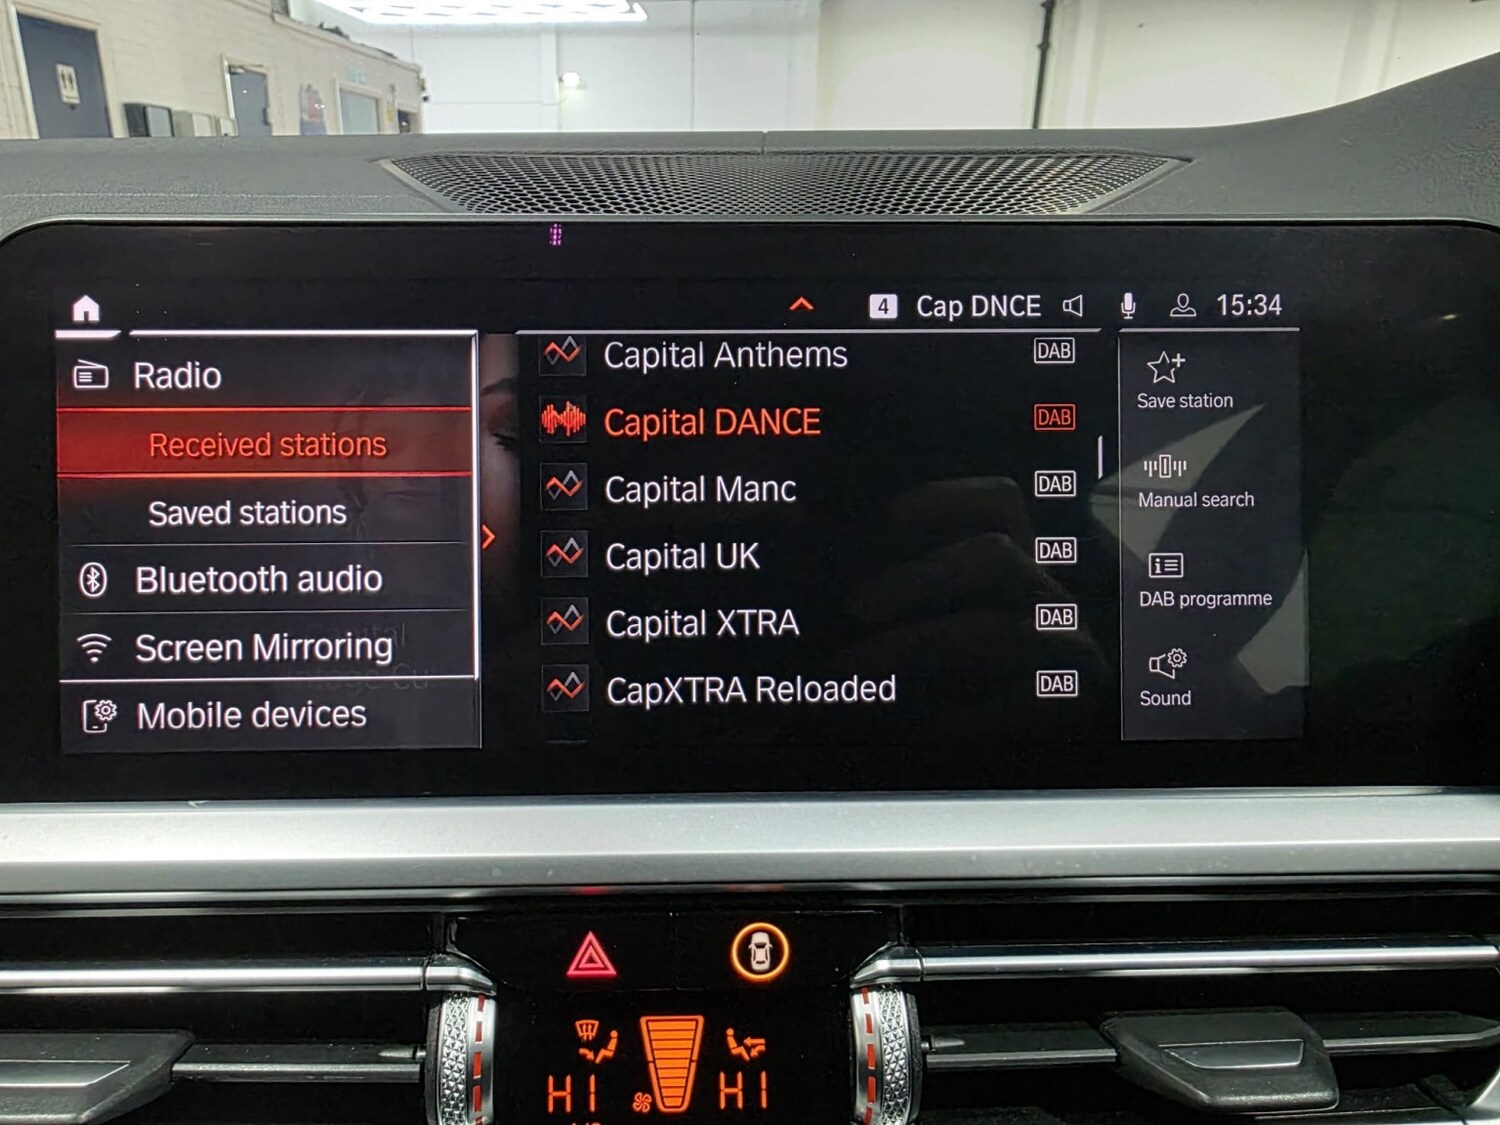 4 Cap DNCE 15:34
Radio
Received stations
Saved stations
Bluetooth audio
Screen Mirroring
Mobile devices
Capital Anthems DAB
Capital DANCE DAB
Capital Manc DAB
Capital UK DAB
Capital XTRA DAB
CapXTRA Reloaded DAB
Save station
Manual search
DAB programme
Sound
HI HI